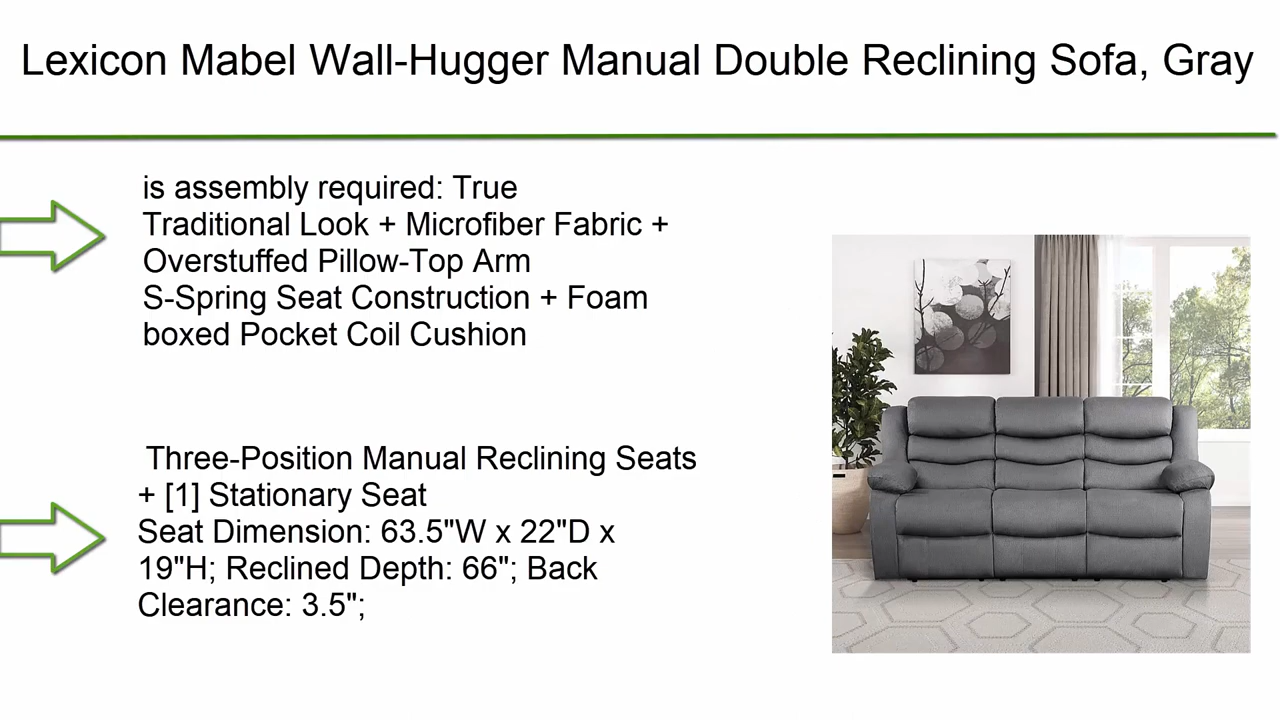 Lexicon Mabel Wall-Hugger Manual Double Reclining Sofa, Gray
is assembly required: True
Traditional Look + Microfiber Fabric +
Overstuffed Pillow-Top Arm
S-Spring Seat Construction + Foam
boxed Pocket Coil Cushion
Three-Position Manual Reclining Seats
+ [1] Stationary Seat
Seat Dimension: 63.5"W x 22"D x
19"H; Reclined Depth: 66"; Back
Clearance: 3.5";